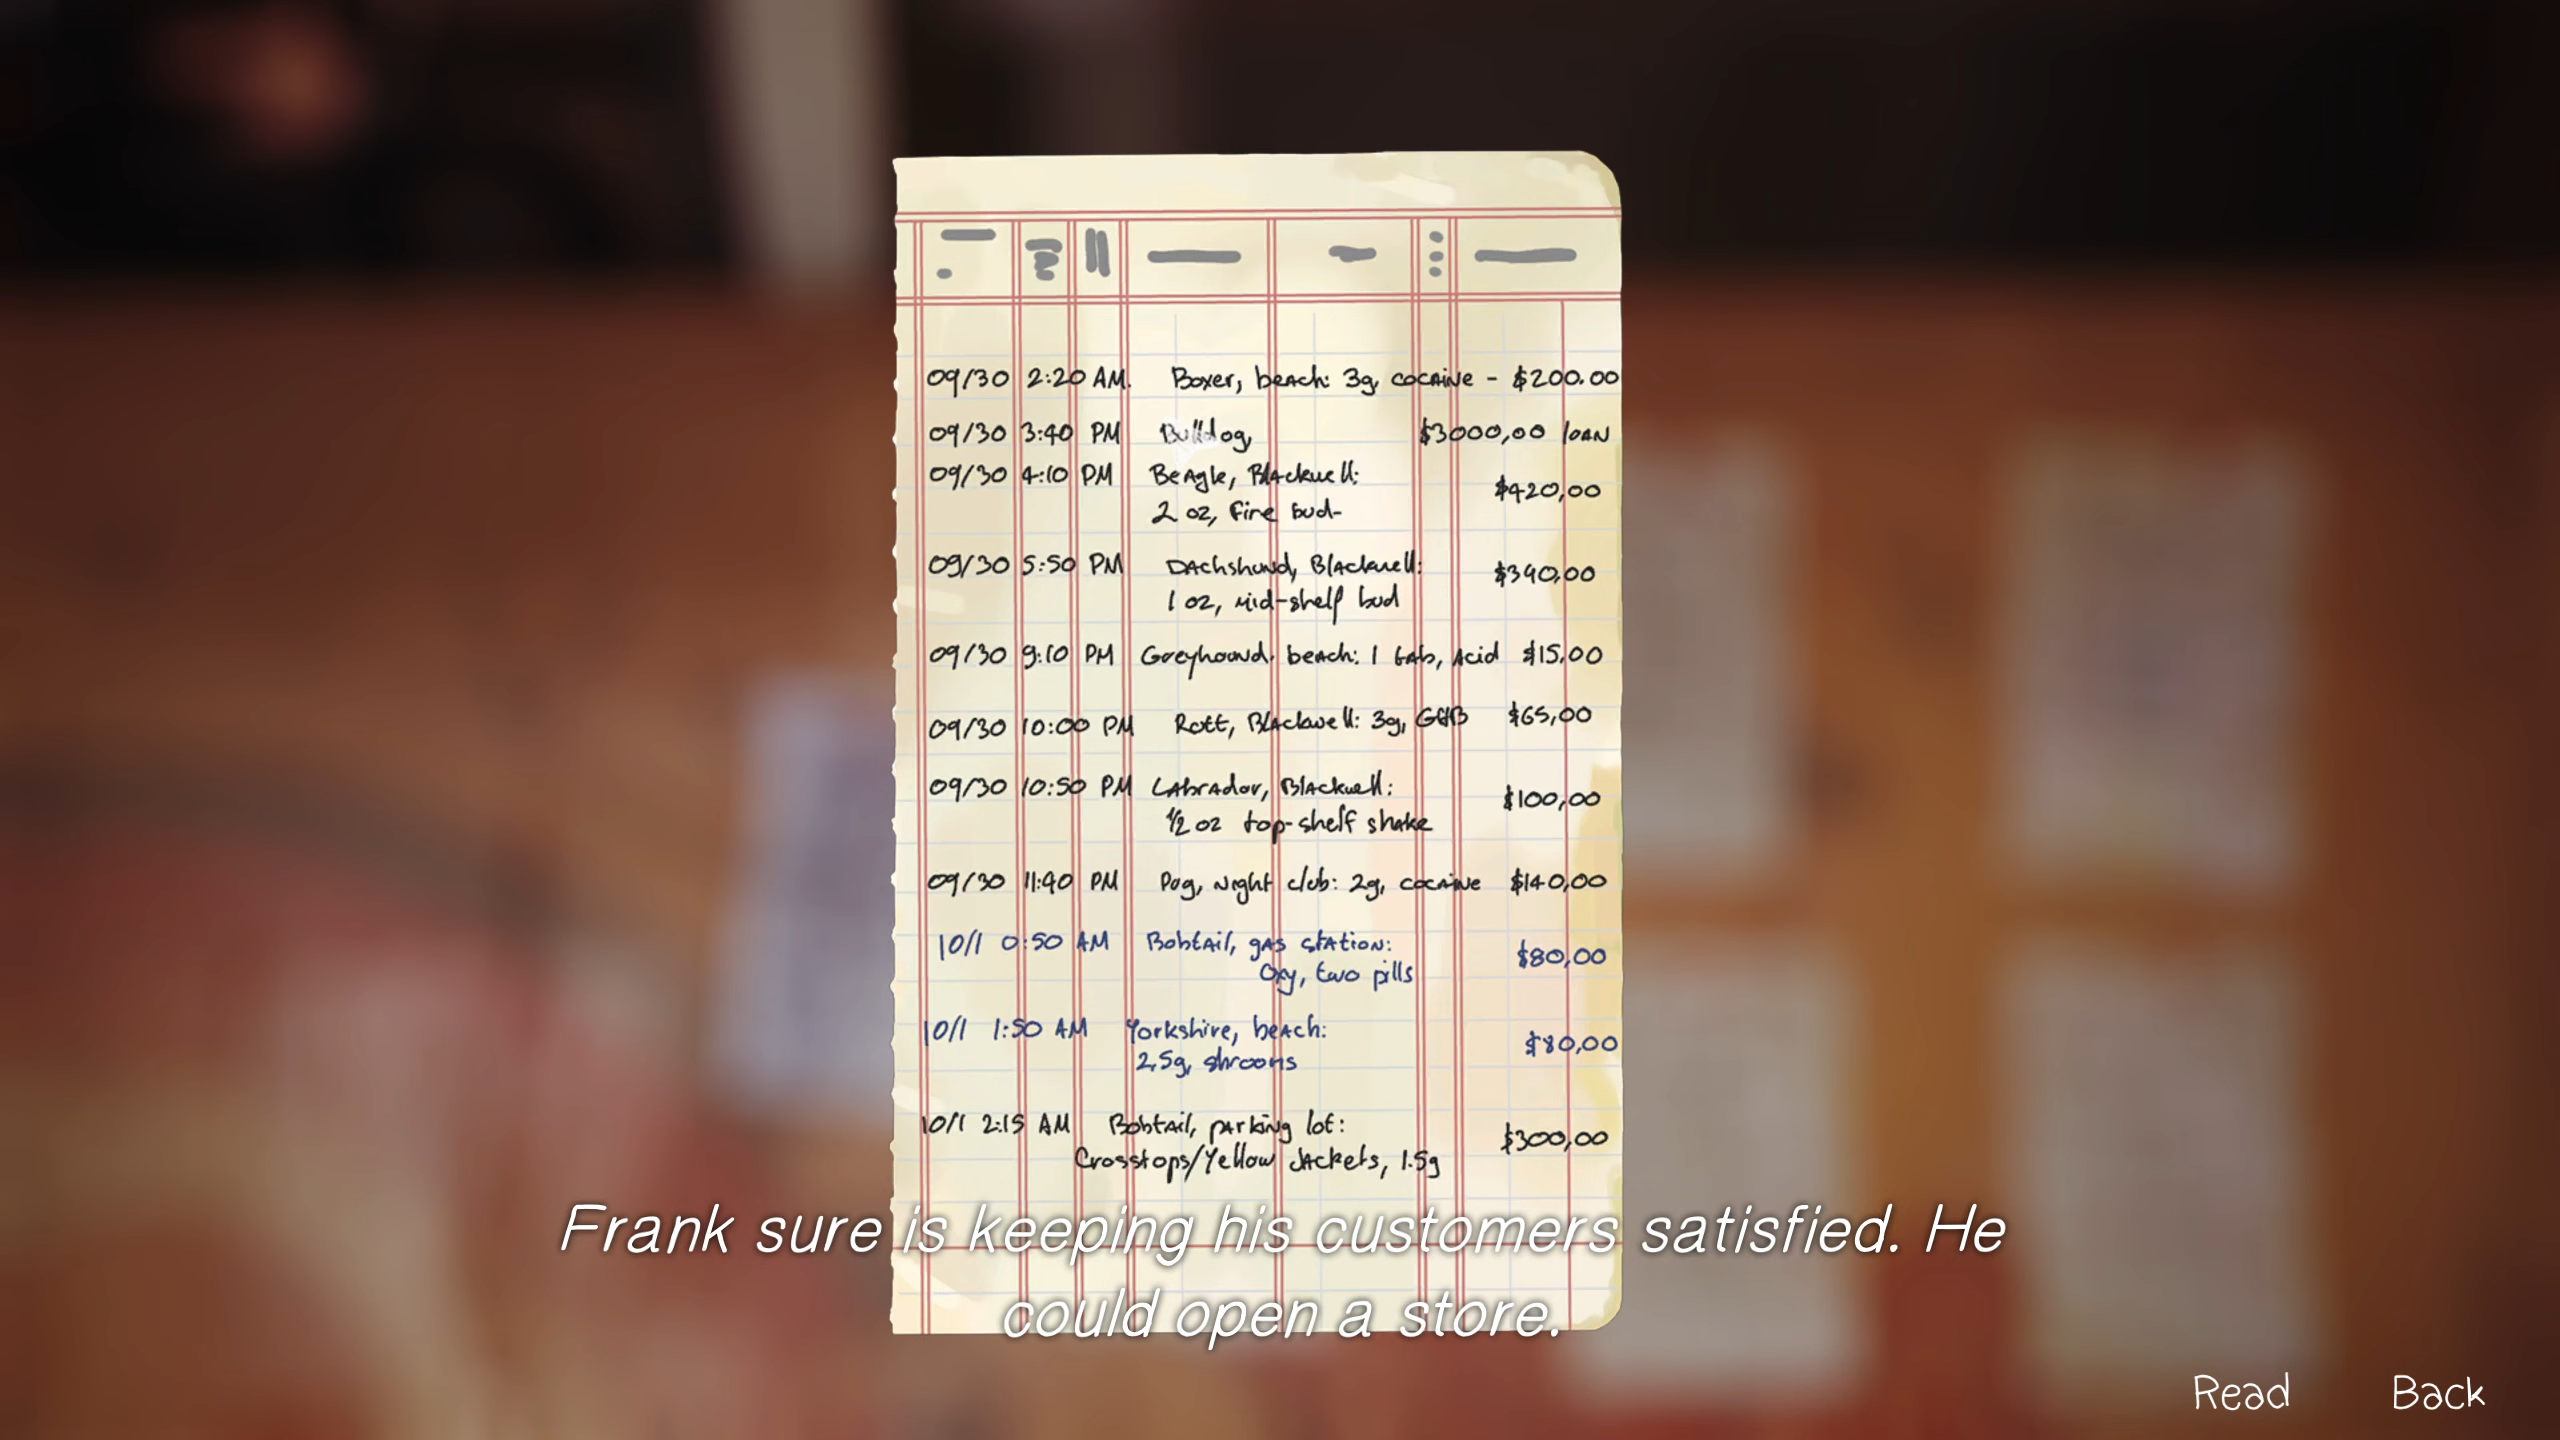 09/30 2:20 AM. Boxer, beach: 3g, cocaine - $200.00
09/30 3:40 PM Bulldog, $3000,00 loan
09/30 4:10 PM Beagle, Blackwell:
2 oz, fine bud- $420,00
09/30 5:50 PM Dachshund, Blackwell: $340,00
1 oz, mid-shelf bud
09/30 9:10 PM Greyhound, beach: 1 tab, acid $15,00
09/30 10:00 PM Rott, Blackwell: 3g, GHB $65,00
09/30 10:50 PM Labrador, Blackwell: $100,00
1/2 oz top-shelf shake
09/30 11:40 PM Pug, night club: 2g, cocaine $140,00
10/1 0:50 AM Bobtail, gas station: $80,00
Oxy, two pills
10/1 1:50 AM Yorkshire, beach: $80,00
2,5g, shrooms
10/1 2:15 AM Bobtail, parking lot: $300,00
Crosstops/Yellow Jackets, 1.5g
Frank sure is keeping his customers satisfied. He
could open a store.
Read Back